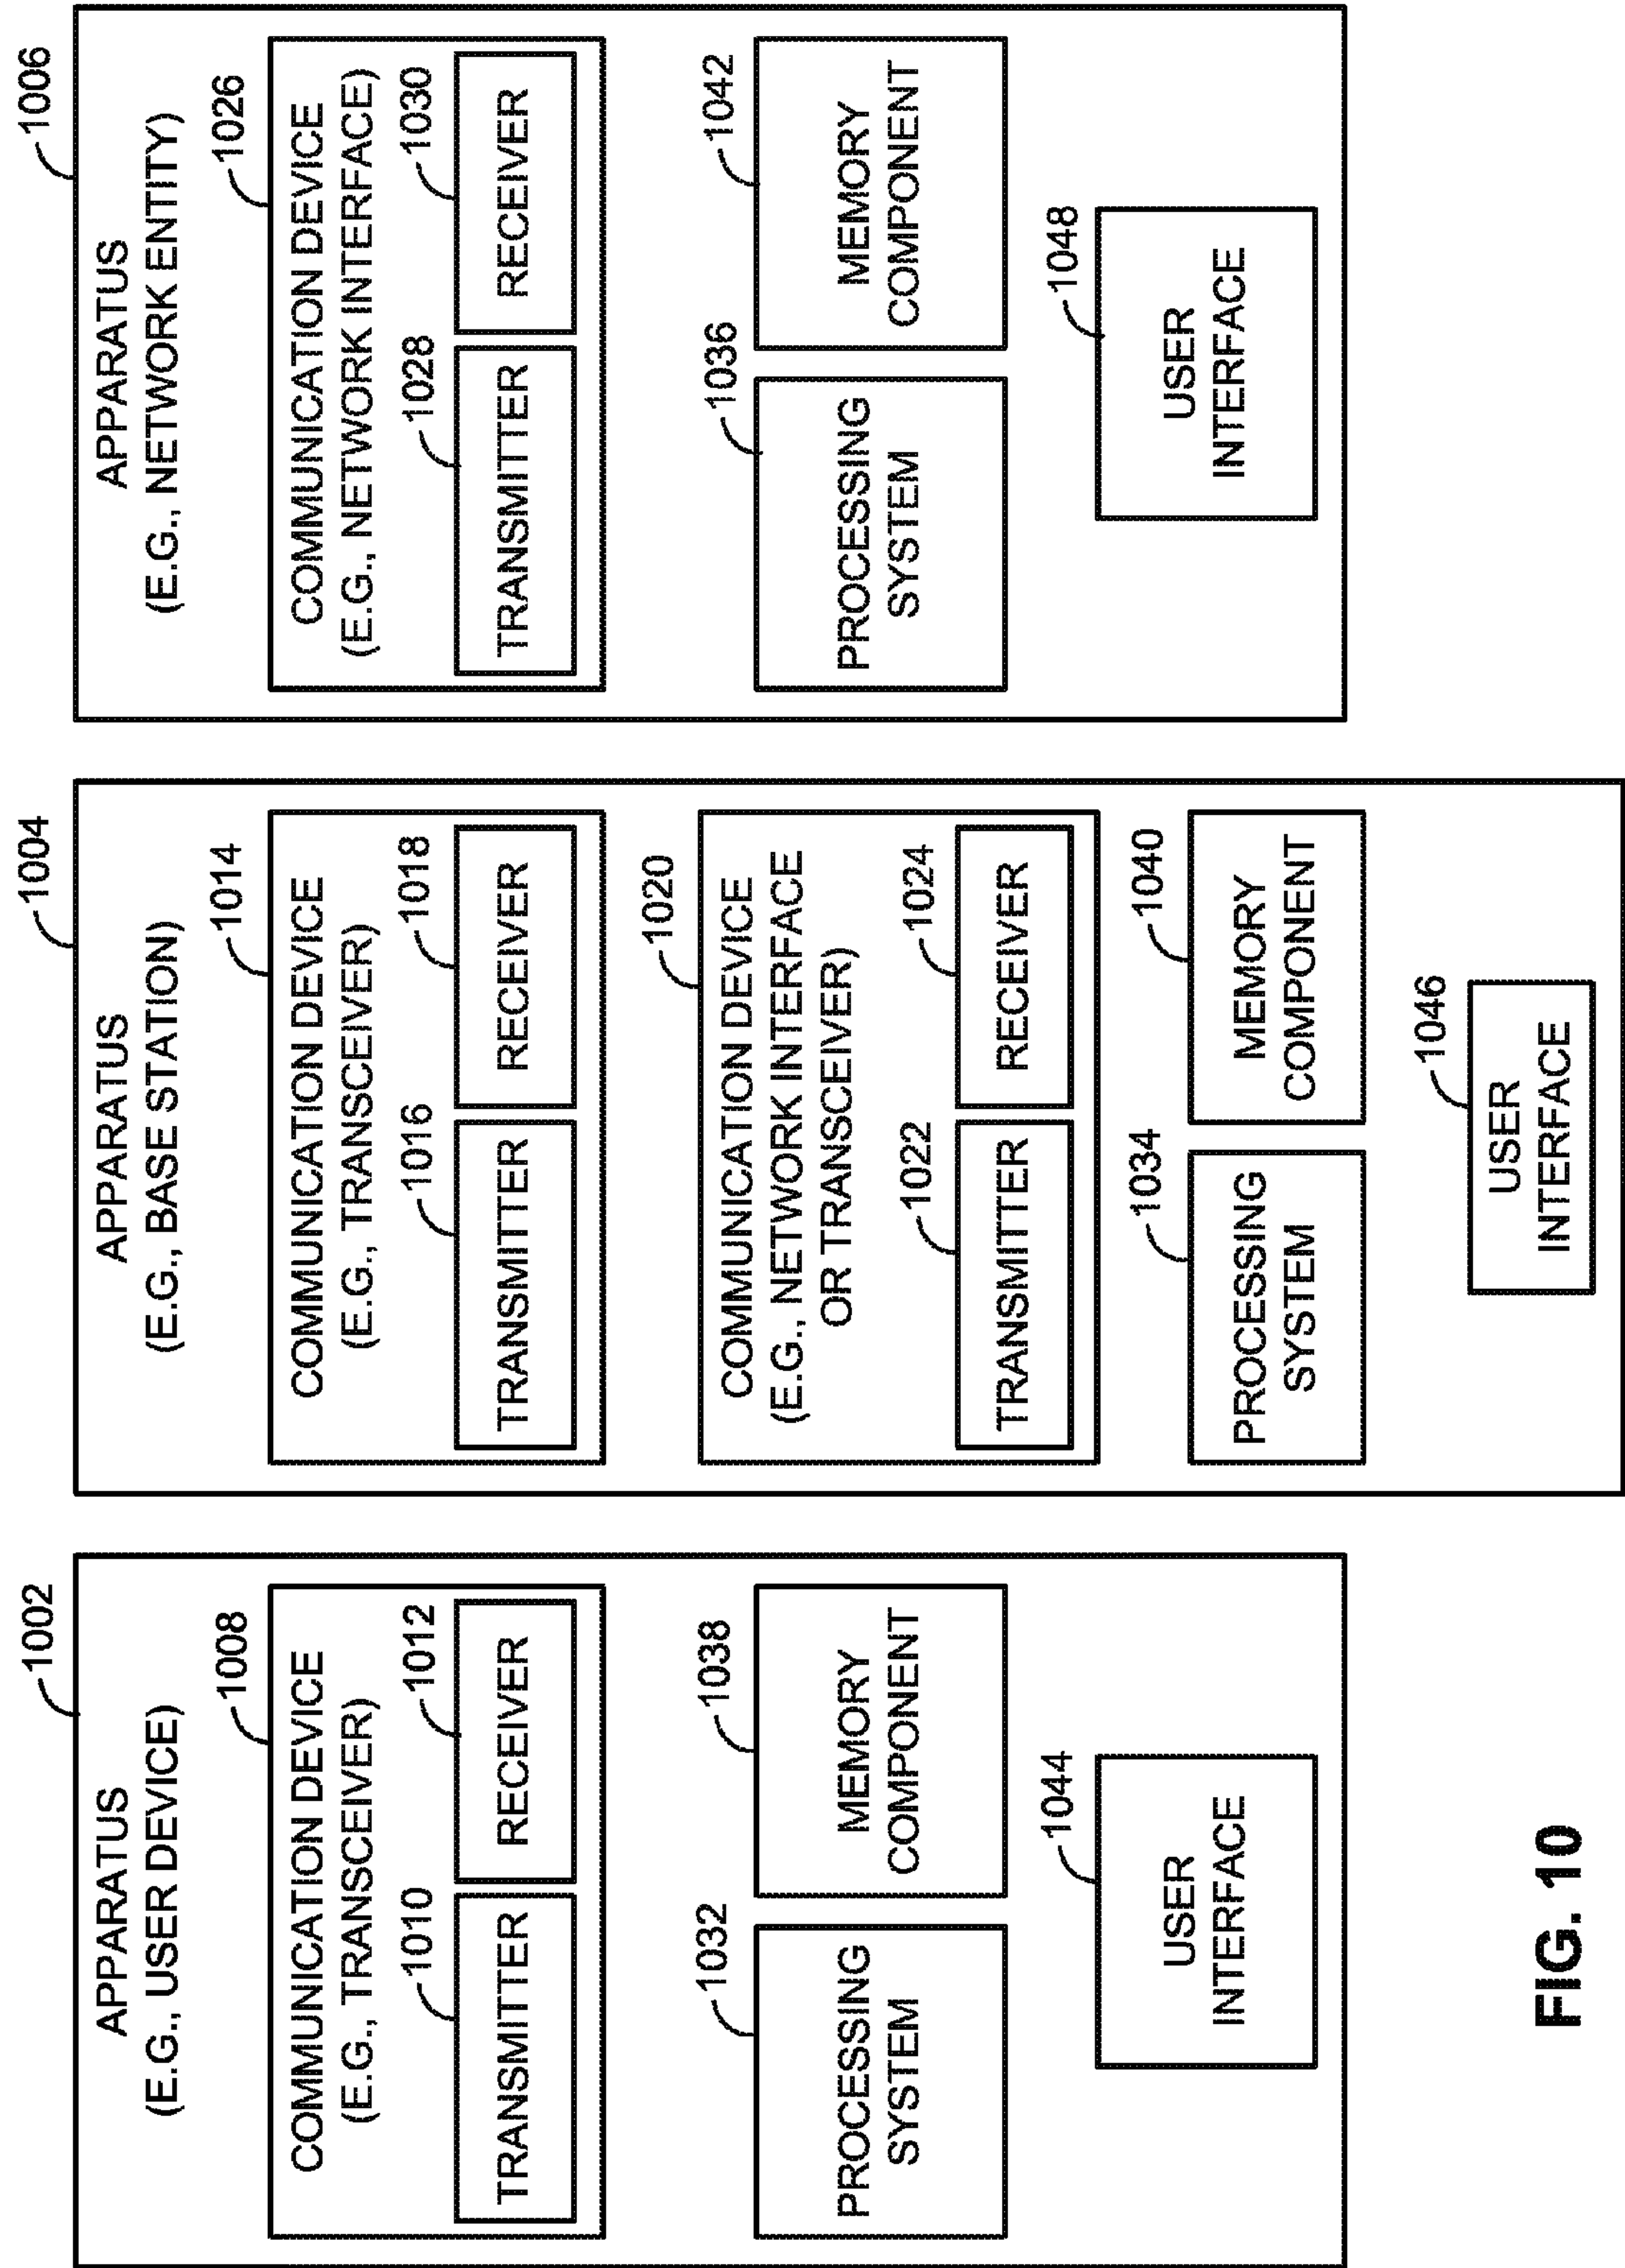 1002
APPARATUS
(E.G., USER DEVICE)
1008
COMMUNICATION DEVICE
(E.G., TRANSCEIVER)
1010
1012
TRANSMITTER
RECEIVER
1032
1038
PROCESSING
SYSTEM
MEMORY
COMPONENT
1044
USER
INTERFACE
1004
APPARATUS
(E.G., BASE STATION)
1014
COMMUNICATION DEVICE
(E.G., TRANSCEIVER)
1016
1018
TRANSMITTER
RECEIVER
1020
COMMUNICATION DEVICE
(E.G., NETWORK INTERFACE
OR TRANSCEIVER)
1022
1024
TRANSMITTER
RECEIVER
1034
1040
PROCESSING
SYSTEM
MEMORY
COMPONENT
1046
USER
INTERFACE
1006
APPARATUS
(E.G., NETWORK ENTITY)
1026
COMMUNICATION DEVICE
(E.G., NETWORK INTERFACE)
1028
1030
TRANSMITTER
RECEIVER
1036
1042
PROCESSING
SYSTEM
MEMORY
COMPONENT
1048
USER
INTERFACE
FIG. 10